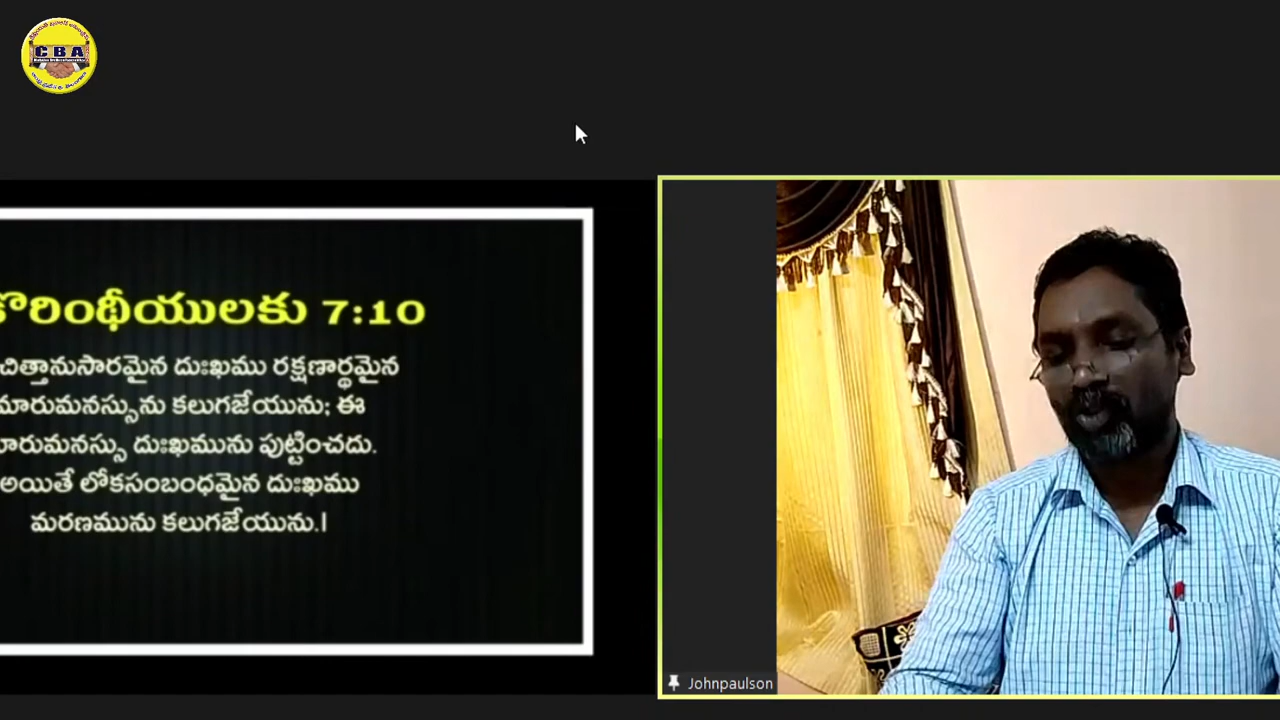 CBA
కొరింథీయులకు 7:10
చిత్తానుసారమైన దుఃఖము రక్షణార్థమైన
మారుమనస్సును కలుగజేయును; ఈ
మారుమనస్సు దుఃఖమును పుట్టించదు.
అయితే లోకసంబంధమైన దుఃఖము
మరణమును కలుగజేయును.I
Johnpaulson